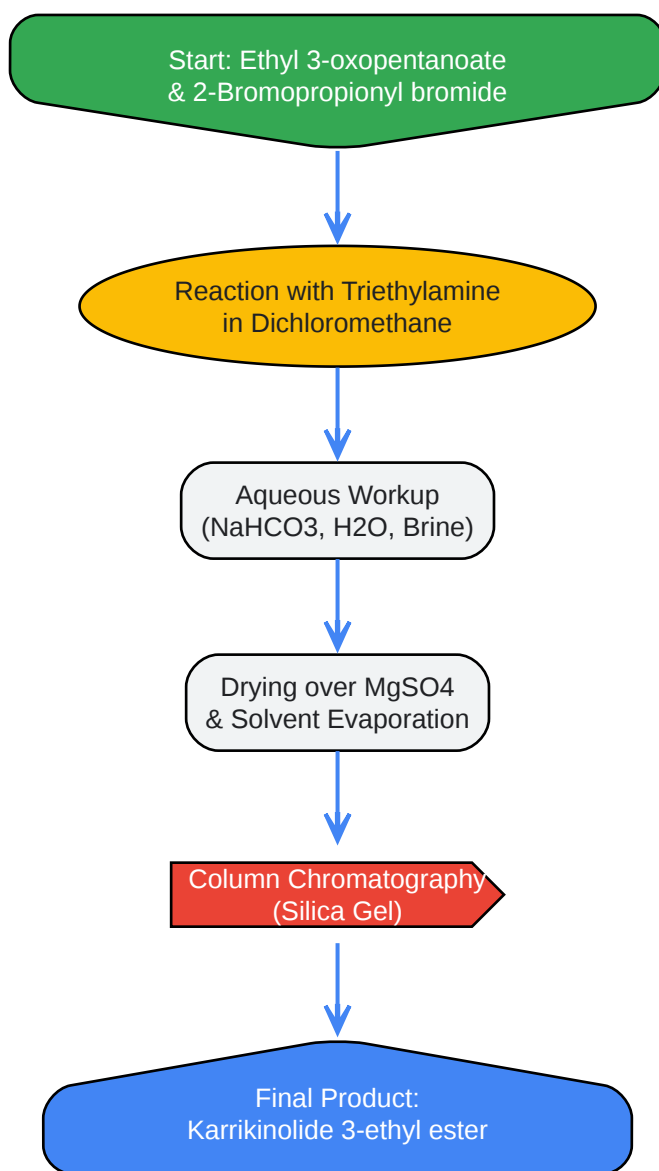 Start: Ethyl 3-oxopentanoate
& 2-Bromopropionyl bromide
Reaction with Triethylamine
in Dichloromethane
Aqueous Workup
(NaHCO3, H2O, Brine)
Drying over MgSO4
& Solvent Evaporation
Column Chromatography
(Silica Gel)
Final Product:
Karrikinolide 3-ethyl ester